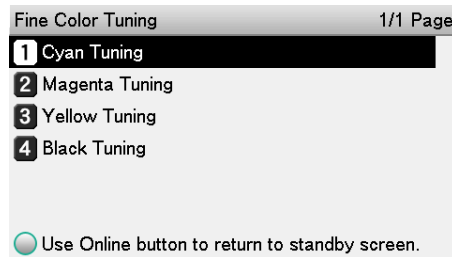 Fine Color Tuning 1/1 Page
1 Cyan Tuning
2 Magenta Tuning
3 Yellow Tuning
4 Black Tuning
Use Online button to return to standby screen.